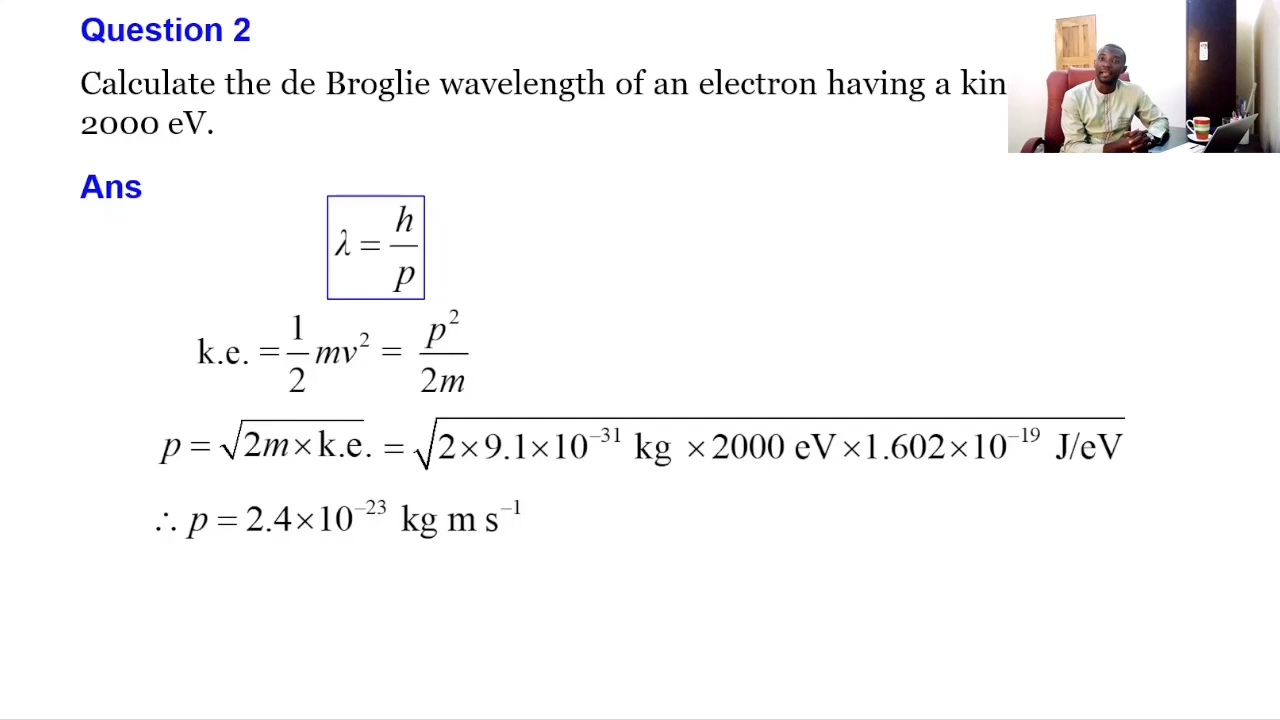 Question 2
Calculate the de Broglie wavelength of an electron having a kin
2000 eV.
Ans
λ = h/p
k.e. = 1/2 mv² = p²/2m
p = √(2m × k.e.) = √(2×9.1×10⁻³¹ kg × 2000 eV × 1.602×10⁻¹⁹ J/eV)
∴ p = 2.4×10⁻²³ kg m s⁻¹